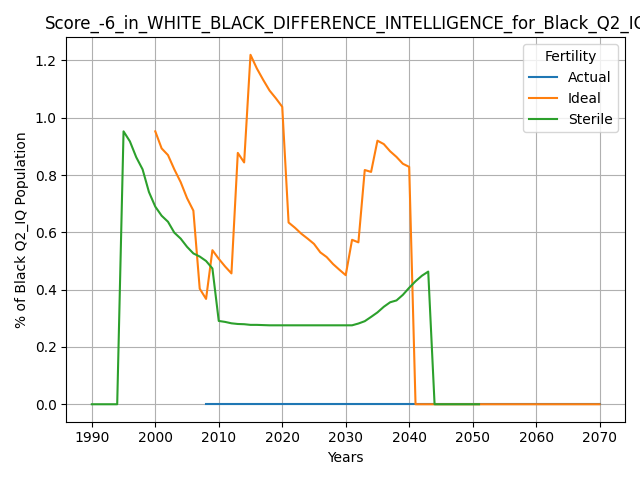 Score_-6_in_WHITE_BLACK_DIFFERENCE_INTELLIGENCE_for_Black_Q2_IQ
Fertility
Actual
Ideal
Sterile
% of Black Q2_IQ Population
1.2
1.0
0.8
0.6
0.4
0.2
0.0
1990 2000 2010 2020 2030 2040 2050 2060 2070
Years